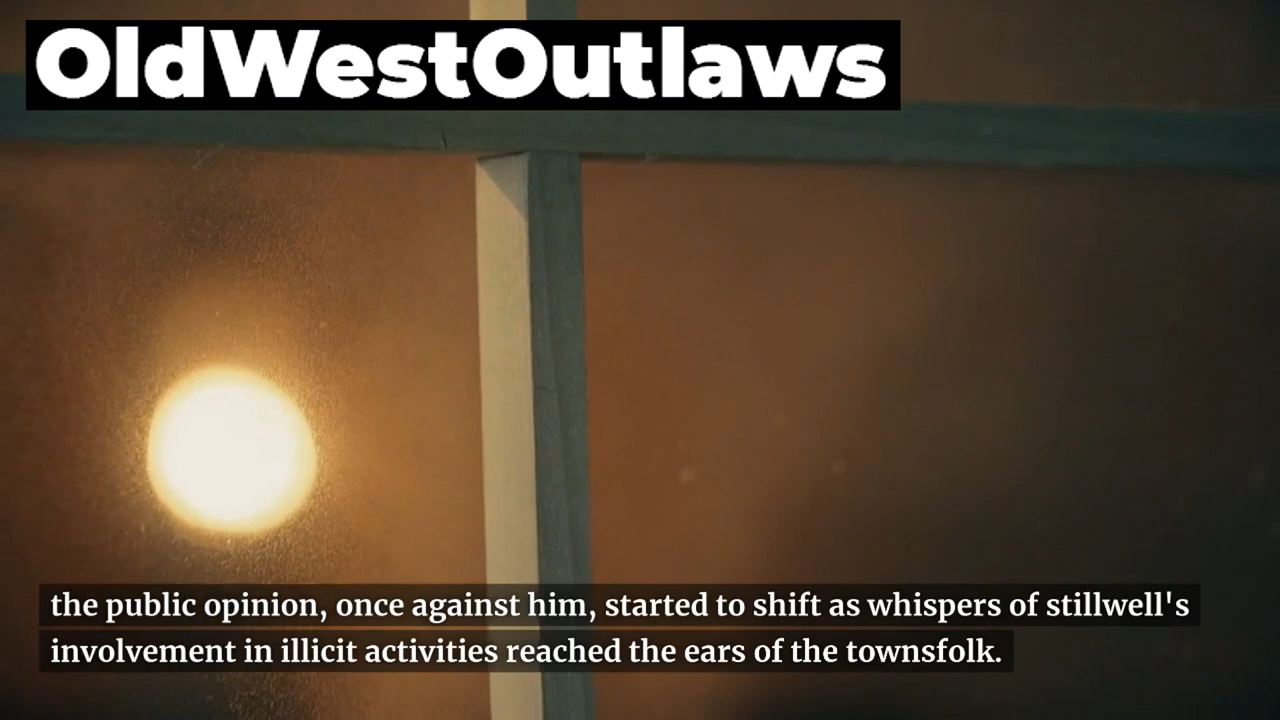 OldWestOutlaws
the public opinion, once against him, started to shift as whispers of stillwell's
involvement in illicit activities reached the ears of the townsfolk.